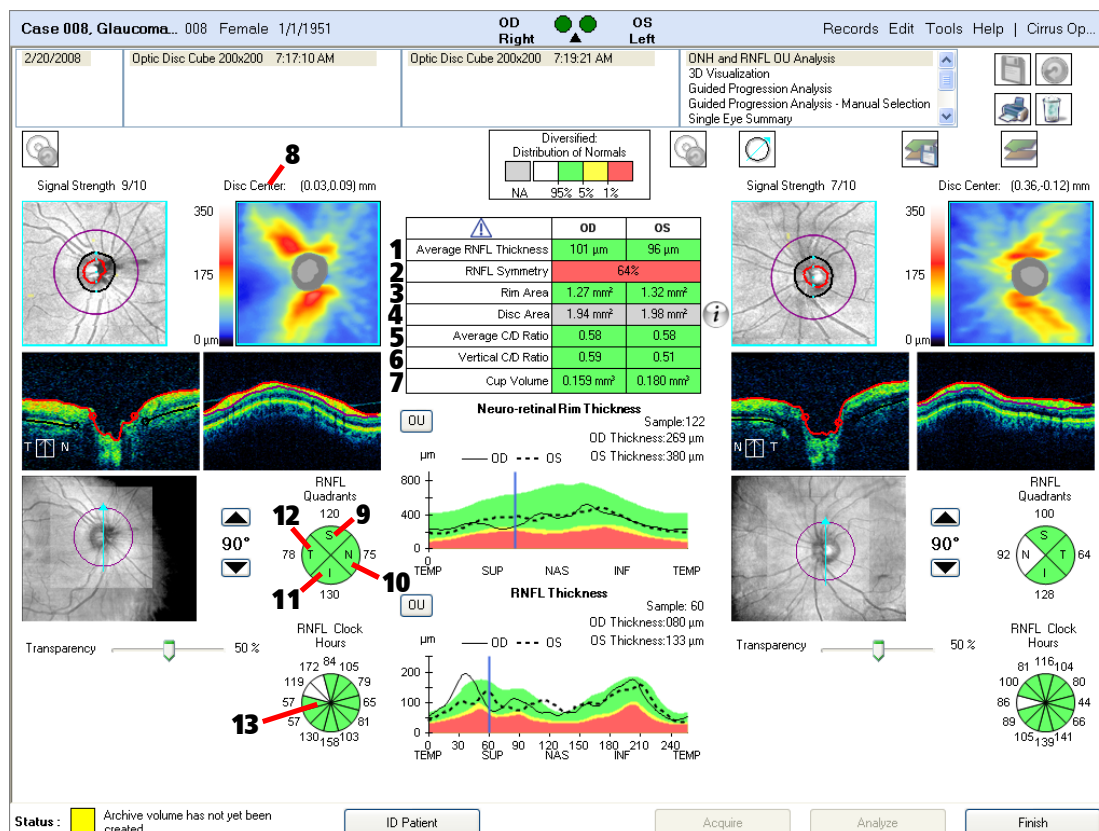 Case 008, Glaucoma... 008 Female 1/1/1951 OD Right OS Left Records Edit Tools Help | Cirrus Op...
2/20/2008 Optic Disc Cube 200x200 7:17:10 AM Optic Disc Cube 200x200 7:19:21 AM ONH and RNFL OU Analysis
3D Visualization
Guided Progression Analysis
Guided Progression Analysis - Manual Selection
Single Eye Summary
Diversified:
Distribution of Normals
NA 95% 5% 1%
8
Signal Strength 9/10 Disc Center: (0.03,0.09) mm
Signal Strength 7/10 Disc Center: (0.36,-0.12) mm
350
175
0 µm
350
175
0 µm
OD OS
1 Average RNFL Thickness 101 µm 96 µm
2 RNFL Symmetry 64%
3 Rim Area 1.27 mm² 1.32 mm²
4 Disc Area 1.94 mm² 1.98 mm²
i
5 Average C/D Ratio 0.58 0.58
6 Vertical C/D Ratio 0.59 0.51
7 Cup Volume 0.159 mm³ 0.180 mm³
T N
N T
OU
Neuro-retinal Rim Thickness
Sample:122
OD Thickness:269 µm
OS Thickness:380 µm
µm OD OS
800
400
0
0
TEMP SUP NAS INF TEMP
RNFL
Quadrants
120
12 9
S
78 T N 75
I
11 10
130
90°
RNFL
Quadrants
100
S
92 N T 64
I
128
90°
OU
RNFL Thickness
Sample: 60
OD Thickness:080 µm
OS Thickness:133 µm
µm OD OS
200
100
0
0 30 60 90 120 150 180 210 240
TEMP SUP NAS INF TEMP
Transparency 50 %
RNFL Clock
Hours
172 84 105
119 79
57 65
57 81
130 158 103
13
Transparency 50 %
RNFL Clock
Hours
81 116 104
100 80
86 44
89 66
105 139 141
Status : Archive volume has not yet been
created
ID Patient Acquire Analyze Finish